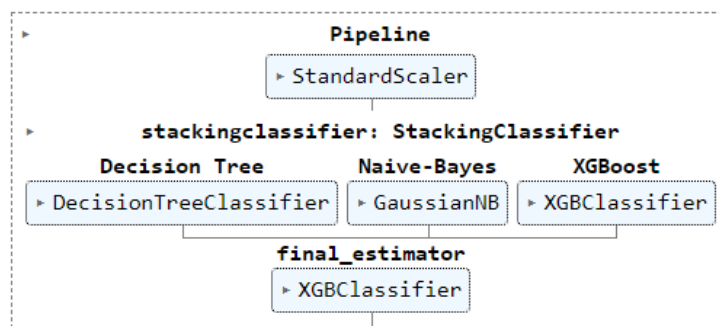 Pipeline
StandardScaler
stackingclassifier: StackingClassifier
Decision Tree Naive-Bayes XGBoost
DecisionTreeClassifier GaussianNB XGBClassifier
final_estimator
XGBClassifier